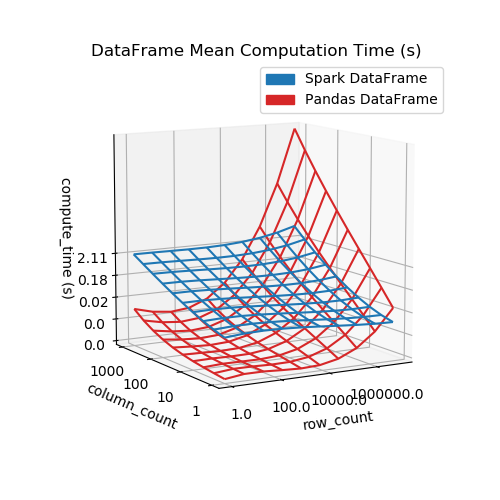 DataFrame Mean Computation Time (s)
Spark DataFrame
Pandas DataFrame
compute_time (s)
2.11
0.18
0.02
0.0
0.0
1000
100
10
1
column_count
1.0
100.0
10000.0
1000000.0
row_count